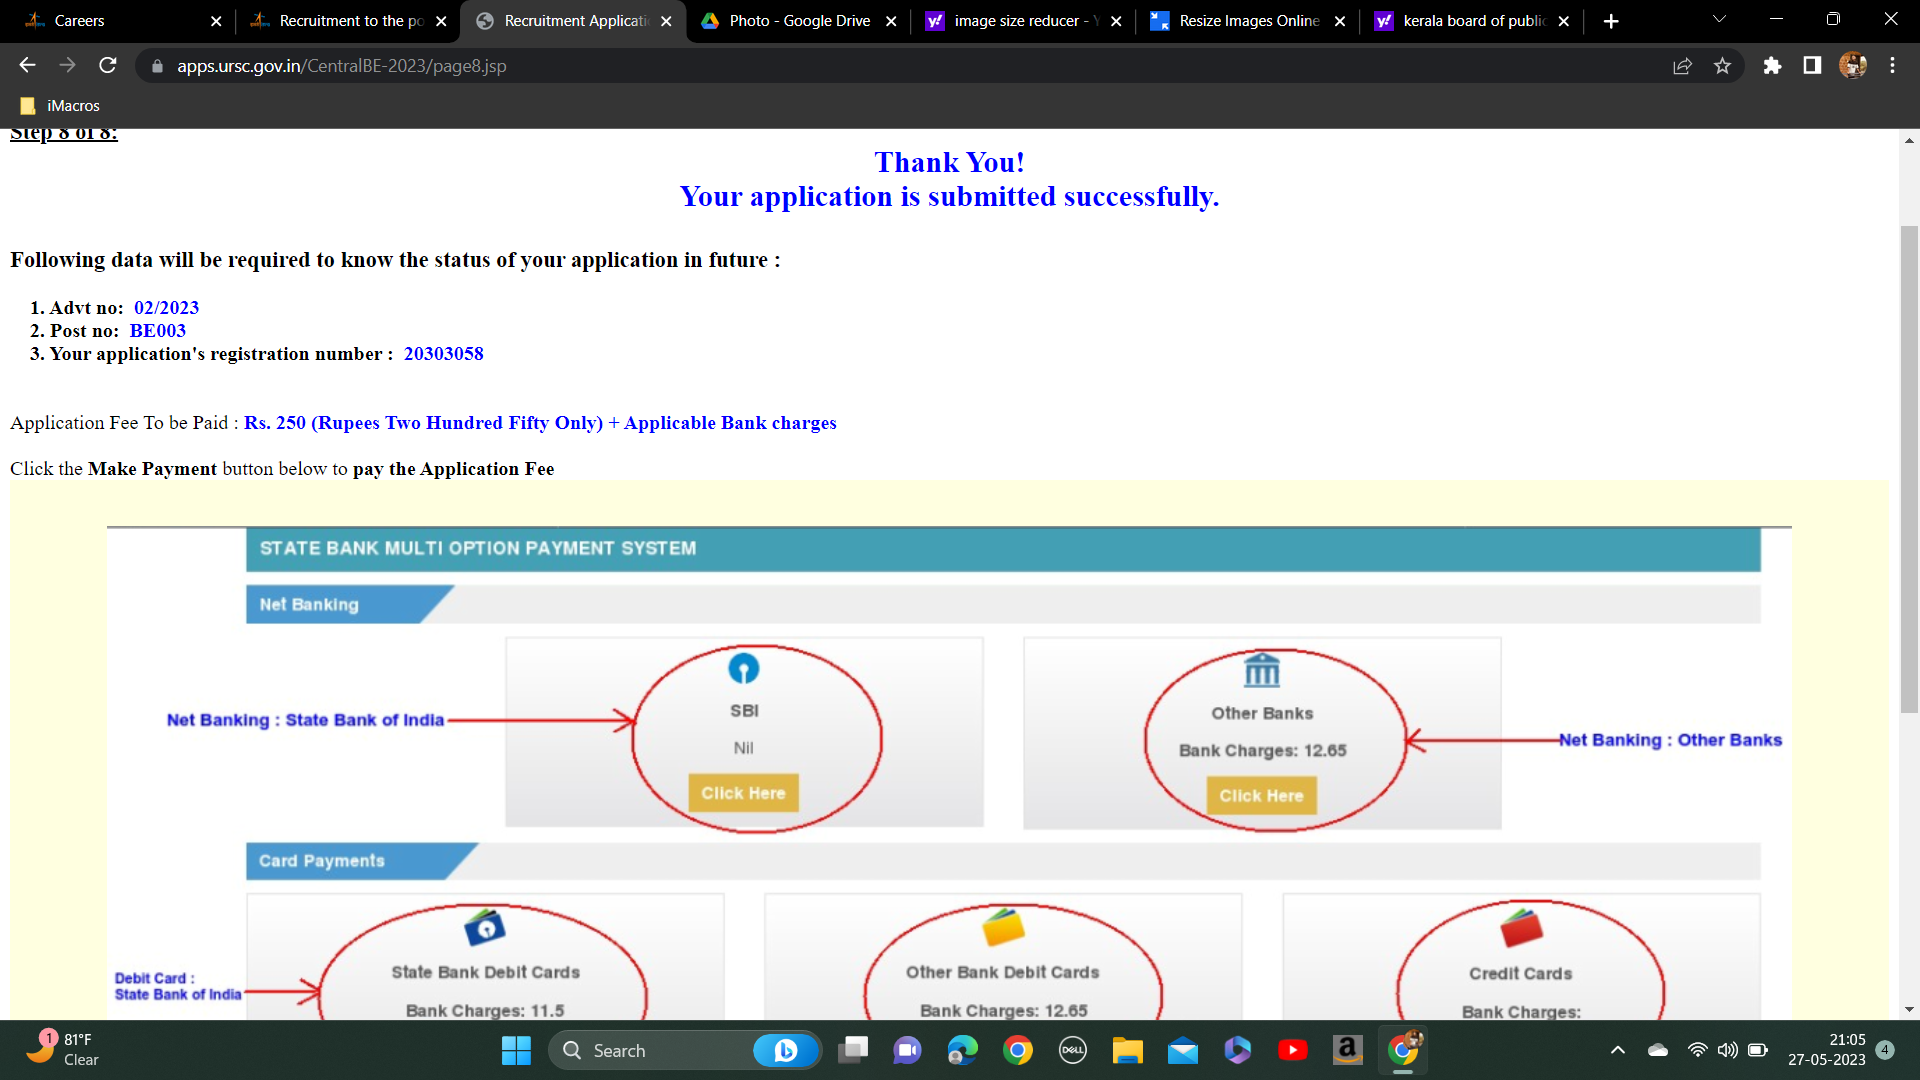 Careers
Recruitment to the po
Recruitment Applicati
Photo - Google Drive
image size reducer - Y
Resize Images Online
kerala board of public
apps.ursc.gov.in/CentralBE-2023/page8.jsp
iMacros
Step 8 of 8:
Thank You!
Your application is submitted successfully.
Following data will be required to know the status of your application in future :
1. Advt no: 02/2023
2. Post no: BE003
3. Your application's registration number : 20303058
Application Fee To be Paid : Rs. 250 (Rupees Two Hundred Fifty Only) + Applicable Bank charges
Click the Make Payment button below to pay the Application Fee
STATE BANK MULTI OPTION PAYMENT SYSTEM
Net Banking
Net Banking : State Bank of India
SBI
Nil
Click Here
Other Banks
Bank Charges: 12.65
Click Here
Net Banking : Other Banks
Card Payments
Debit Card :
State Bank of India
State Bank Debit Cards
Bank Charges: 11.5
Other Bank Debit Cards
Bank Charges: 12.65
Credit Cards
Bank Charges:
1
81°F
Clear
Search
DELL
a
21:05
27-05-2023
4